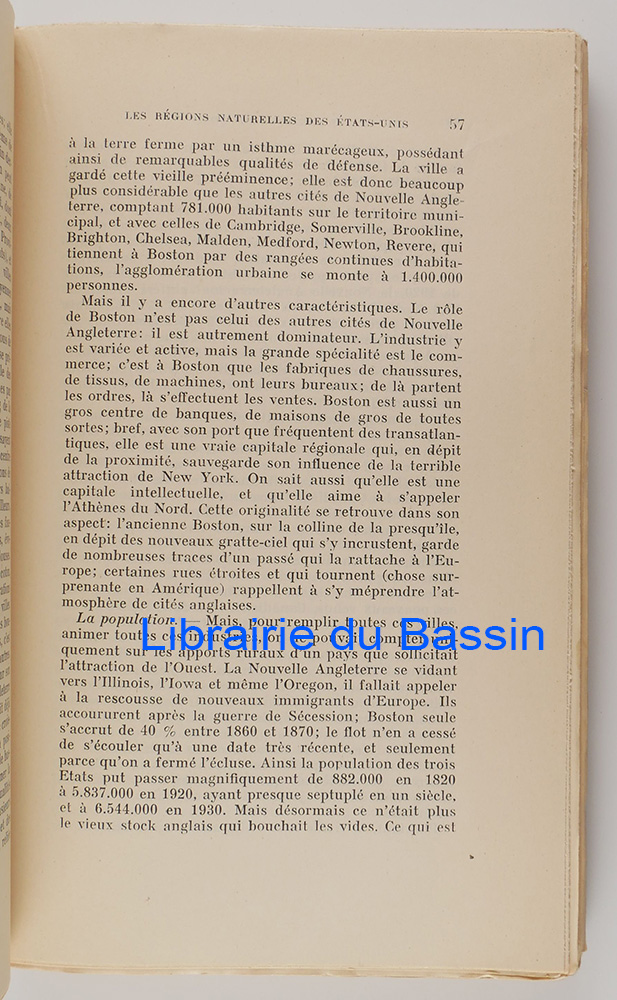 LES RÉGIONS NATURELLES DES ÉTATS-UNIS 57
à la terre ferme par un isthme marécageux, possédant
ainsi de remarquables qualités de défense. La ville a
gardé cette vieille prééminence; elle est donc beaucoup
plus considérable que les autres cités de Nouvelle Angle-
terre, comptant 781.000 habitants sur le territoire muni-
cipal, et avec celles de Cambridge, Somerville, Brookline,
Brighton, Chelsea, Malden, Medford, Newton, Revere, qui
tiennent à Boston par des rangées continues d'habita-
tions, l'agglomération urbaine se monte à 1.400.000
personnes.
Mais il y a encore d'autres caractéristiques. Le rôle
de Boston n'est pas celui des autres cités de Nouvelle
Angleterre: il est autrement dominateur. L'industrie y
est variée et active, mais la grande spécialité est le com-
merce; c'est à Boston que les fabriques de chaussures,
de tissus, de machines, ont leurs bureaux; de là partent
les ordres, là s'effectuent les ventes. Boston est aussi un
gros centre de banques, de maisons de gros de toutes
sortes; bref, avec son port que fréquentent des transatlan-
tiques, elle est une vraie capitale régionale qui, en dépit
de la proximité, sauvegarde son influence de la terrible
attraction de New York. On sait aussi qu'elle est une
capitale intellectuelle, et qu'elle aime à s'appeler
l'Athènes du Nord. Cette originalité se retrouve dans son
aspect: l'ancienne Boston, sur la colline de la presqu'île,
en dépit des nouveaux gratte-ciel qui s'y incrustent, garde
de nombreuses traces d'un passé qui la rattache à l'Eu-
rope; certaines rues étroites et qui tournent (chose sur-
prenante en Amérique) rappellent à s'y méprendre l'at-
mosphère de cités anglaises.
La population. — Mais, pour remplir toutes ces villes,
animer toutes ces industries, on ne pouvait compter
quement sur les apports ruraux d'un pays que sollicitait
l'attraction de l'Ouest. La Nouvelle Angleterre se vidant
vers l'Illinois, l'Iowa et même l'Oregon, il fallait appeler
à la rescousse de nouveaux immigrants d'Europe. Ils
accoururent après la guerre de Sécession; Boston seule
s'accrut de 40 % entre 1860 et 1870; le flot n'en a cessé
de s'écouler qu'à une date très récente, et seulement
parce qu'on a fermé l'écluse. Ainsi la population des trois
Etats put passer magnifiquement de 882.000 en 1820
à 5.837.000 en 1920, ayant presque septuplé en un siècle,
et à 6.544.000 en 1930. Mais désormais ce n'était plus
le vieux stock anglais qui bouchait les vides. Ce qui est
Librairie du Bassin